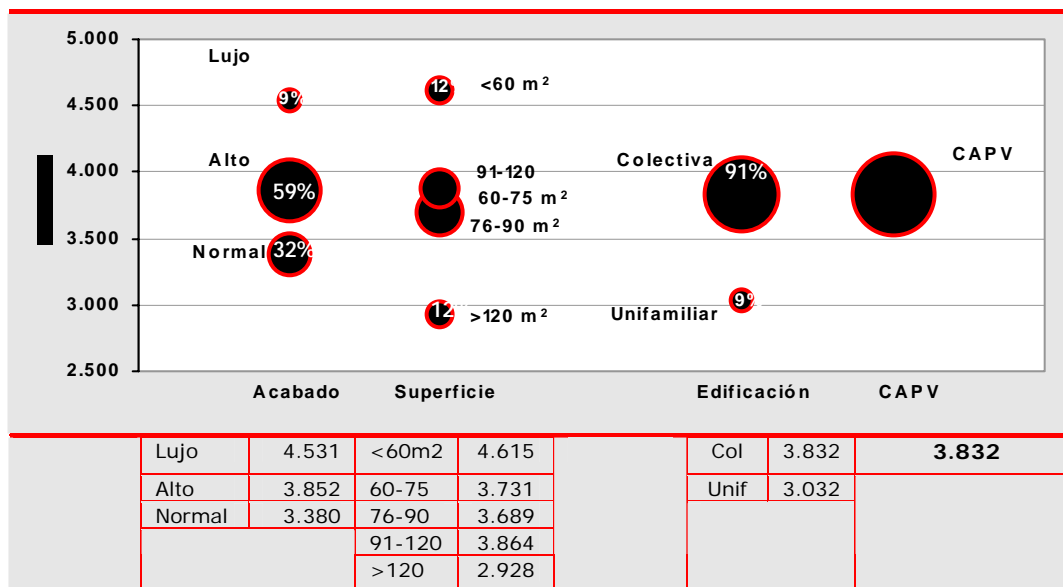 5.000
Lujo
12 <60 m²
4.500
9%
4.000
Alto
91-120
Colectiva
91%
CAPV
59%
60-75 m²
76-90 m²
3.500
Normal
32%
3.000
12 >120 m²
Unifamiliar
9%
2.500
Acabado Superficie Edificación CAPV
Lujo 4.531 <60m2 4.615 Col 3.832 3.832
Alto 3.852 60-75 3.731 Unif 3.032
Normal 3.380 76-90 3.689
91-120 3.864
>120 2.928